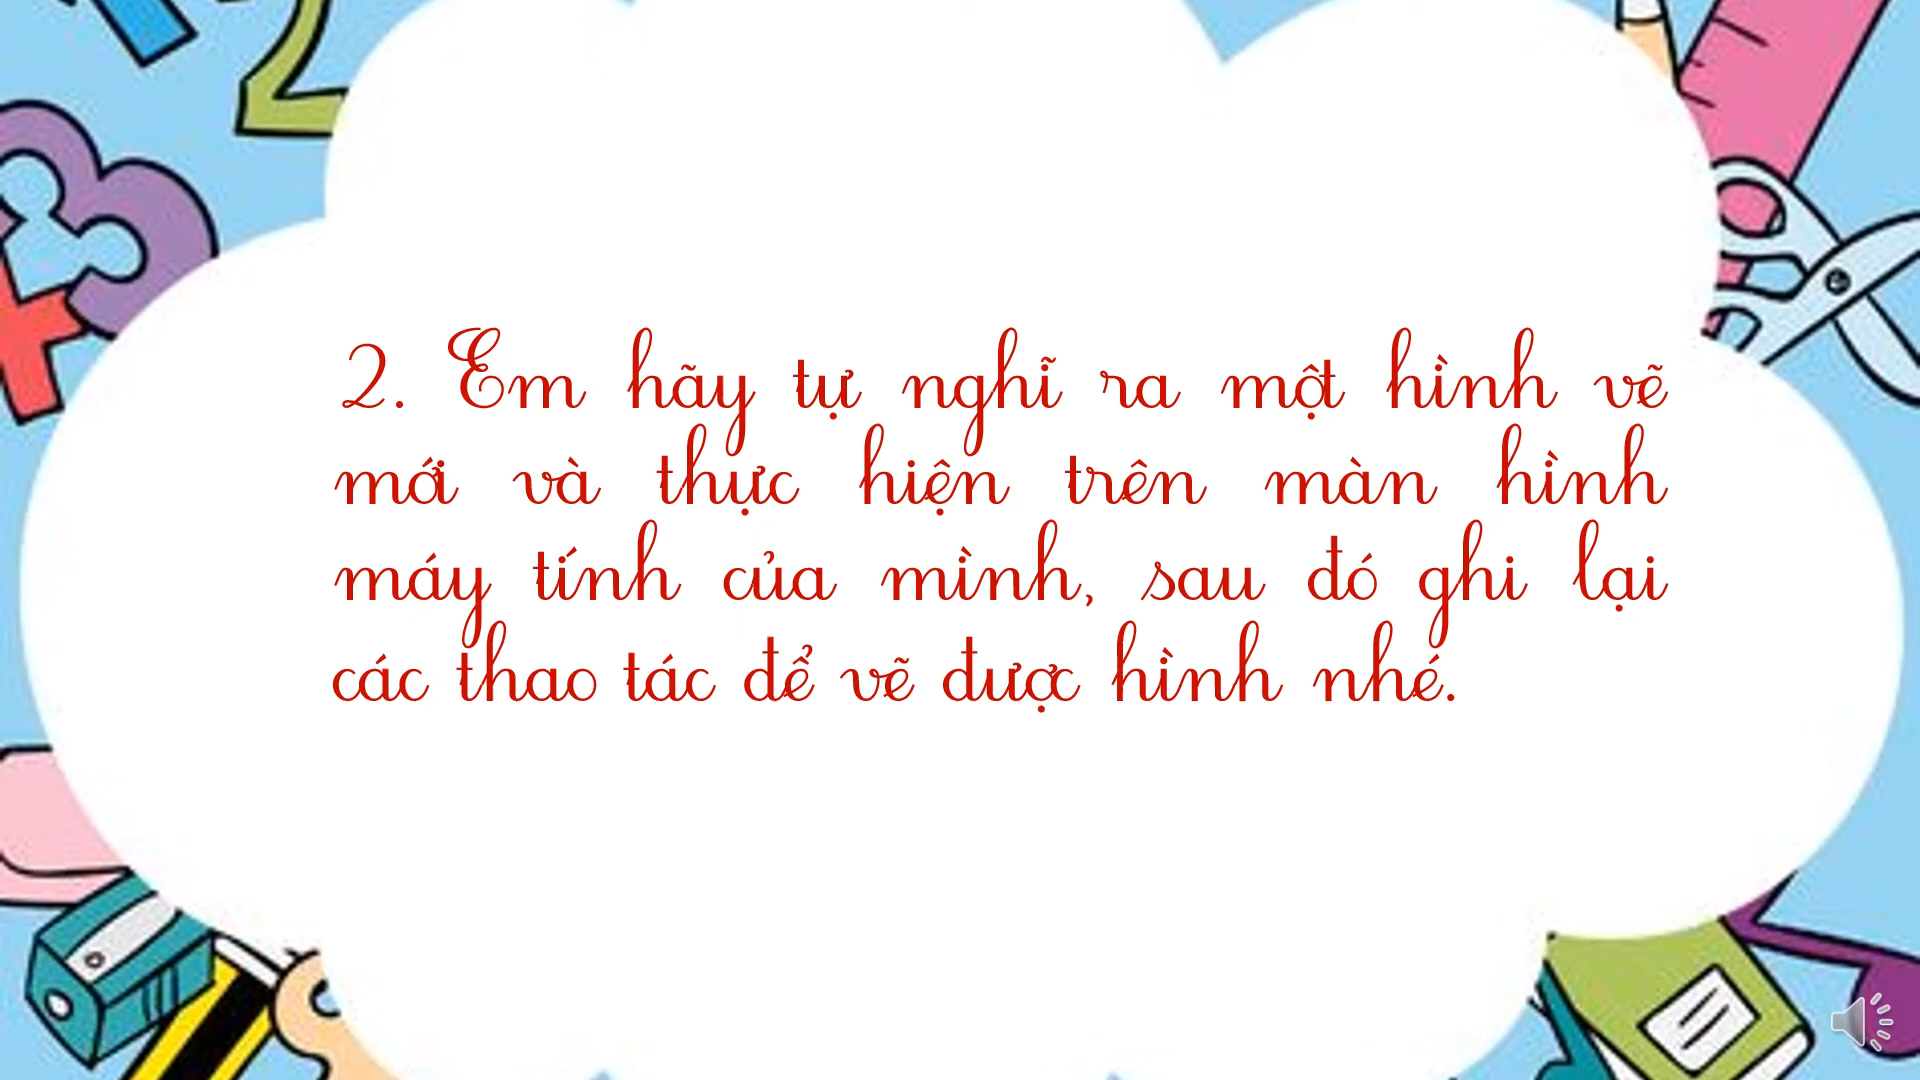 2. Em hãy tự nghĩ ra một hình vẽ
mới và thực hiện trên màn hình
máy tính của mình, sau đó ghi lại
các thao tác để vẽ được hình nhé.